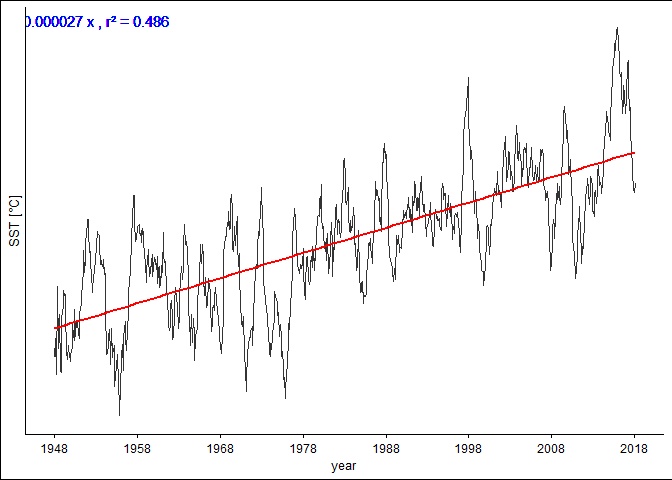 0.000027 x , r² = 0.486
SST [°C]
1948 1958 1968 1978 1988 1998 2008 2018
year